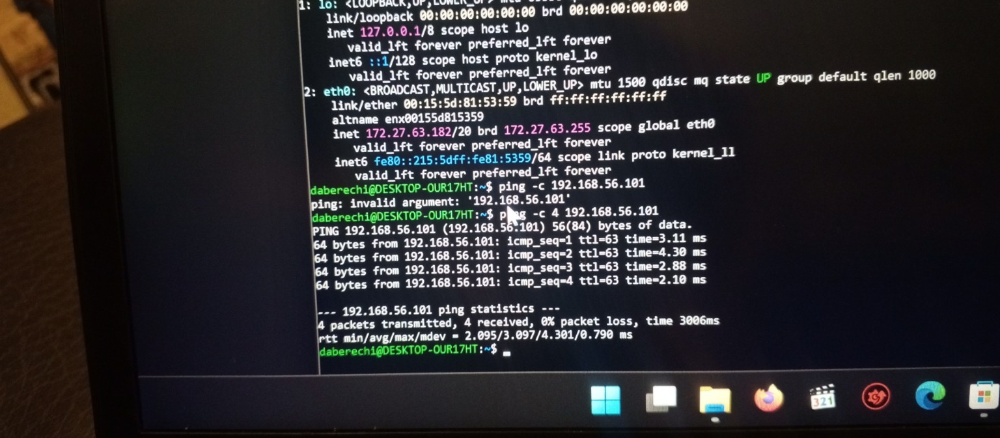 1: lo: <LOOPBACK,UP,LOWER_UP> mtu
link/loopback 00:00:00:00:00:00 brd 00:00:00:00:00:00
inet 127.0.0.1/8 scope host lo
valid_lft forever preferred_lft forever
inet6 ::1/128 scope host proto kernel_lo
valid_lft forever preferred_lft forever
2: eth0: <BROADCAST,MULTICAST,UP,LOWER_UP> mtu 1500 qdisc mq state UP group default qlen 1000
link/ether 00:15:5d:81:53:59 brd ff:ff:ff:ff:ff:ff
altname enx00155d815359
inet 172.27.63.182/20 brd 172.27.63.255 scope global eth0
valid_lft forever preferred_lft forever
inet6 fe80::215:5dff:fe81:5359/64 scope link proto kernel_ll
valid_lft forever preferred_lft forever
daberechi@DESKTOP-OUR17HT:~$ ping -c 192.168.56.101
ping: invalid argument: '192.168.56.101'
daberechi@DESKTOP-OUR17HT:~$ ping -c 4 192.168.56.101
PING 192.168.56.101 (192.168.56.101) 56(84) bytes of data.
64 bytes from 192.168.56.101: icmp_seq=1 ttl=63 time=3.11 ms
64 bytes from 192.168.56.101: icmp_seq=2 ttl=63 time=4.30 ms
64 bytes from 192.168.56.101: icmp_seq=3 ttl=63 time=2.88 ms
64 bytes from 192.168.56.101: icmp_seq=4 ttl=63 time=2.10 ms
--- 192.168.56.101 ping statistics ---
4 packets transmitted, 4 received, 0% packet loss, time 3006ms
rtt min/avg/max/mdev = 2.095/3.097/4.301/0.790 ms
daberechi@DESKTOP-OUR17HT:~$
321